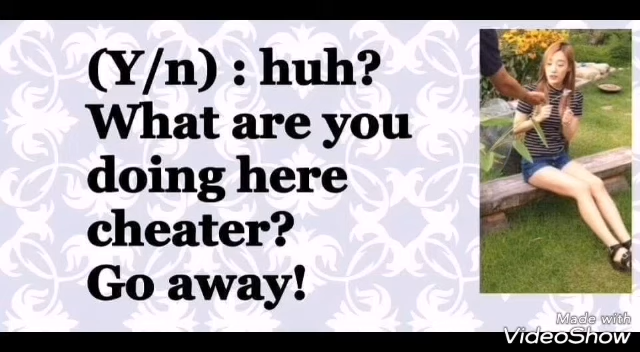 (Y/n) : huh?
What are you
doing here
cheater?
Go away!
Made with
VideoShow